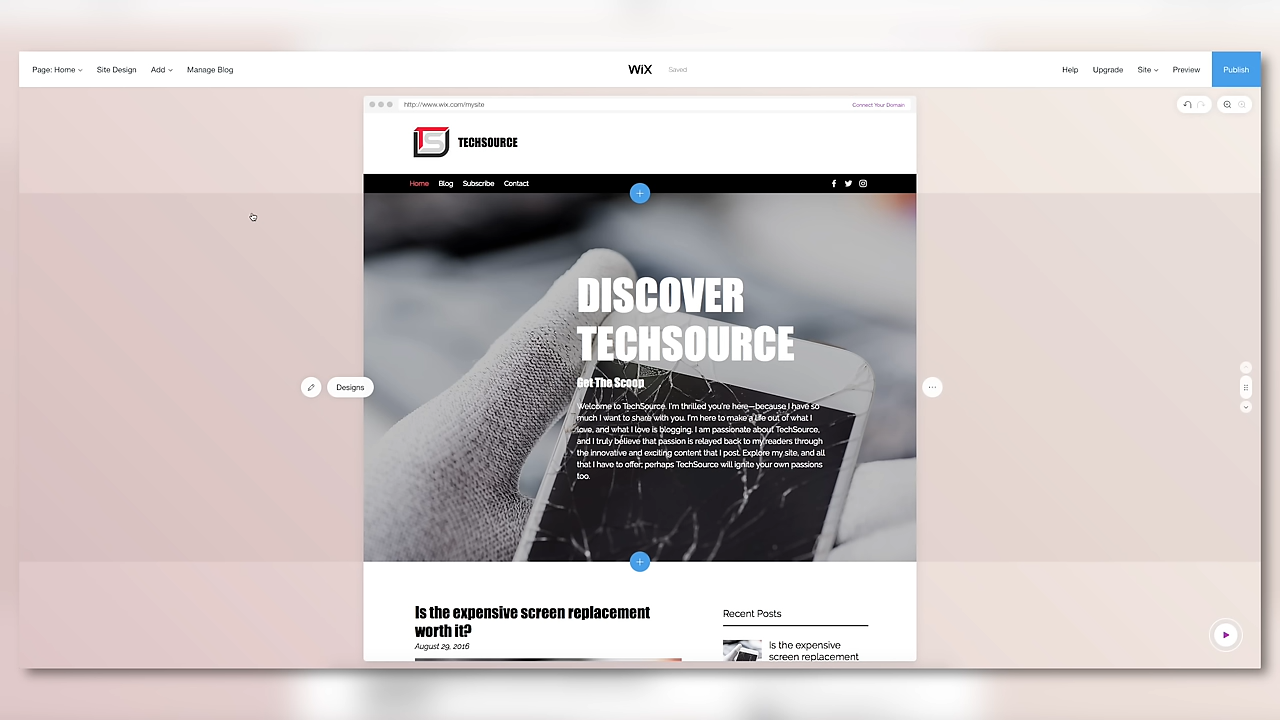 Page: Home
Site Design
Add
Manage Blog
WiX
Saved
Help
Upgrade
Site
Preview
Publish
http://www.wix.com/mysite
Connect Your Domain
TECHSOURCE
Home
Blog
Subscribe
Contact
DISCOVER
TECHSOURCE
Get The Scoop
Welcome to TechSource. I'm thrilled you're here—because I have so
much I want to share with you. I'm here to make a life out of what I
love, and what I love is blogging. I am passionate about TechSource,
and I truly believe that passion is relayed back to my readers through
the innovative and exciting content that I post. Explore my site, and all
that I have to offer; perhaps TechSource will ignite your own passions
too.
Designs
Is the expensive screen replacement
worth it?
August 29, 2016
Recent Posts
Is the expensive
screen replacement